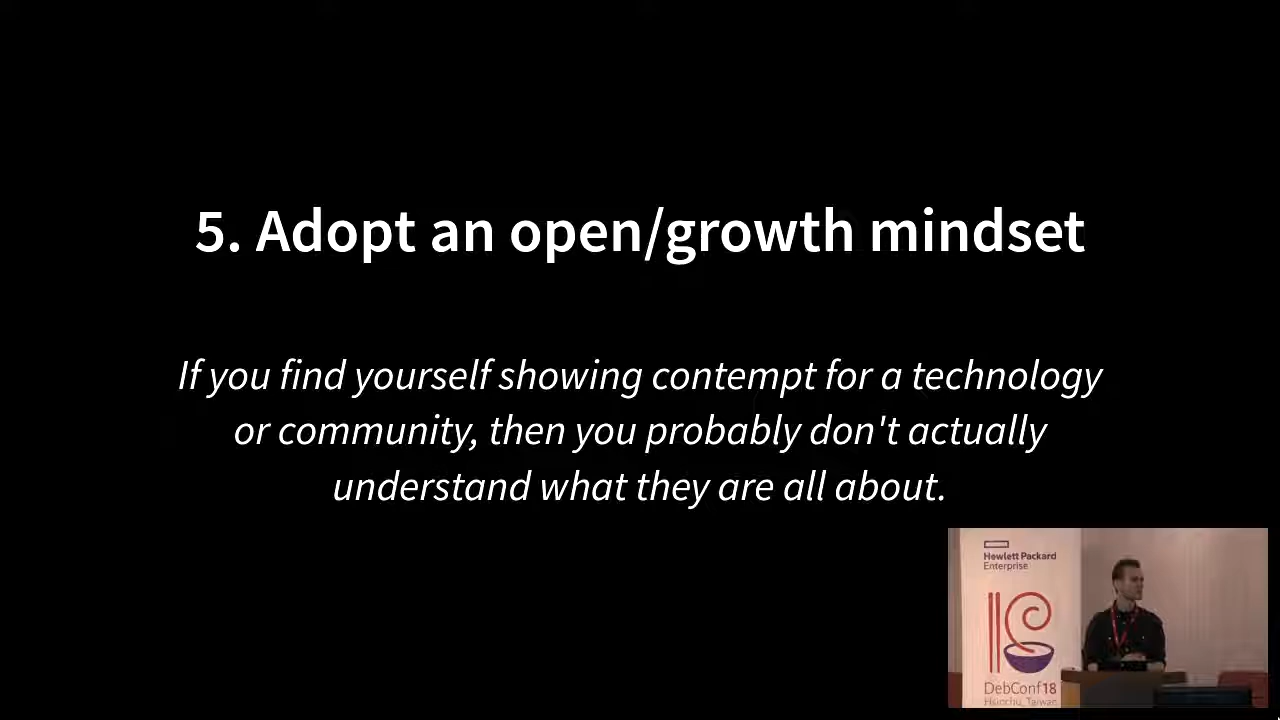 5. Adopt an open/growth mindset
If you find yourself showing contempt for a technology
or community, then you probably don't actually
understand what they are all about.
Hewlett Packard
Enterprise
DebConf18
Hsinchu, Taiwan